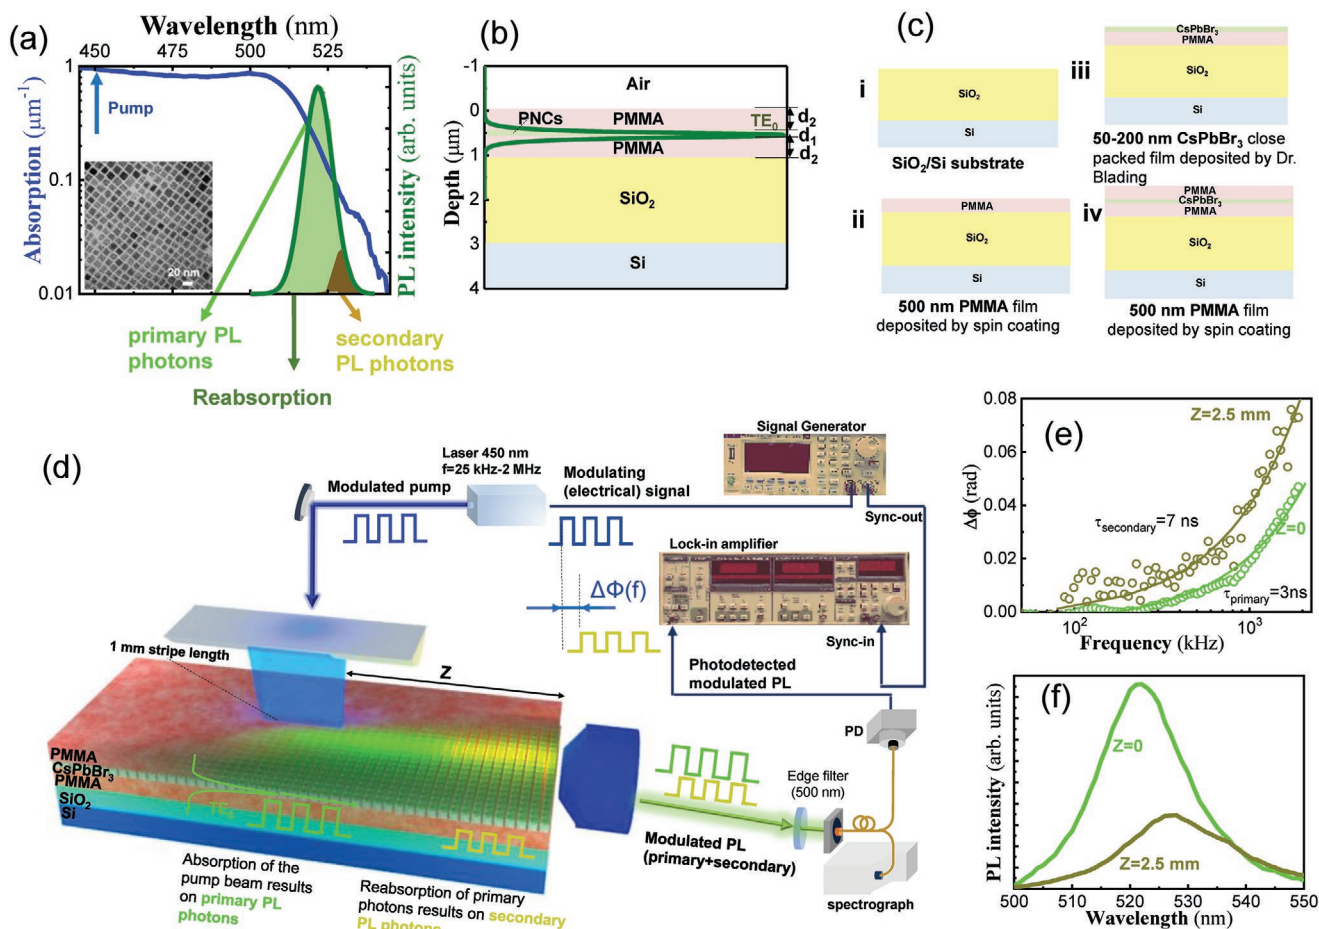 (a)
Wavelength (nm)
450 475 500 525
Absorption (µm⁻¹)
1
0.1
0.01
Pump
20 nm
PL intensity (arb. units)
primary PL
photons
secondary
PL photons
Reabsorption
(b)
Depth (µm)
-1
0
1
2
3
4
Air
PNCs
PMMA
TE₀
d₂
d₁
d₂
PMMA
SiO₂
Si
(c)
i
SiO₂
Si
SiO₂/Si substrate
ii
PMMA
SiO₂
Si
500 nm PMMA film
deposited by spin coating
iii
CsPbBr₃
PMMA
SiO₂
Si
50-200 nm CsPbBr₃ close
packed film deposited by Dr.
Blading
iv
PMMA
CsPbBr₃
PMMA
SiO₂
Si
500 nm PMMA film
deposited by spin coating
(d)
Signal Generator
Laser 450 nm
f=25 kHz-2 MHz
Modulated pump
Modulating
(electrical) signal
Sync-out
Lock-in amplifier
ΔΦ(f)
Sync-in
1 mm stripe length
Z
Photodetected
modulated PL
PD
Edge filter
(500 nm)
PMMA
CsPbBr₃
PMMA
SiO₂
Si
TE₀
Modulated PL
(primary+secondary)
spectrograph
Absorption of the
pump beam results
on primary PL
photons
Reabsorption of primary
photons results on secondary
PL photons
(e)
Δϕ (rad)
0.08
0.06
0.04
0.02
0.00
Z=2.5 mm
Z=0
τsecondary=7 ns
τprimary=3ns
10² 10³
Frequency (kHz)
(f)
PL intensity (arb. units)
Z=0
Z=2.5 mm
500 510 520 530 540 550
Wavelength (nm)